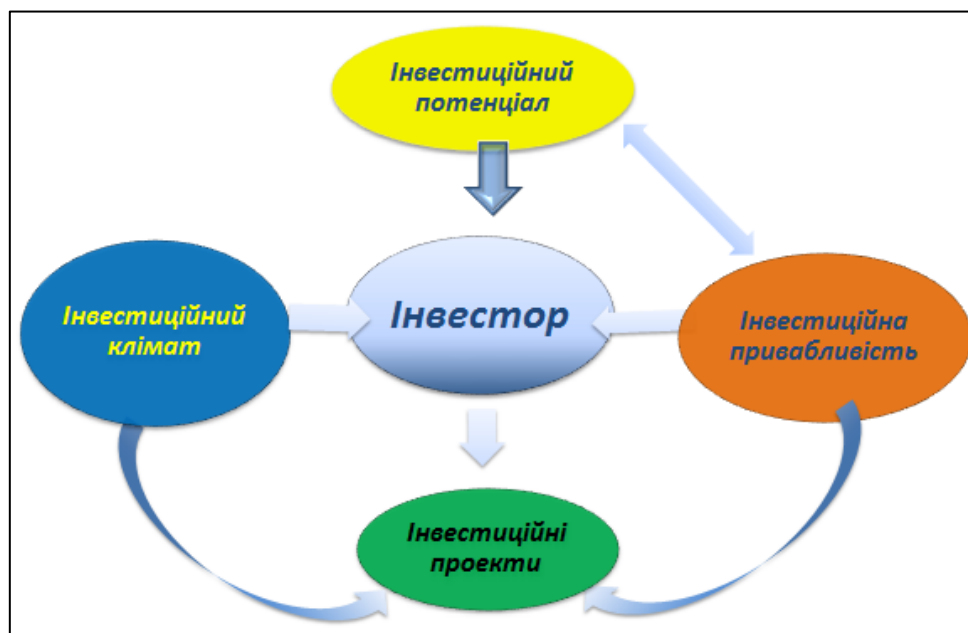 Інвестиційний
потенціал
Інвестор
Інвестиційний
клімат
Інвестиційна
привабливість
Інвестиційні
проекти